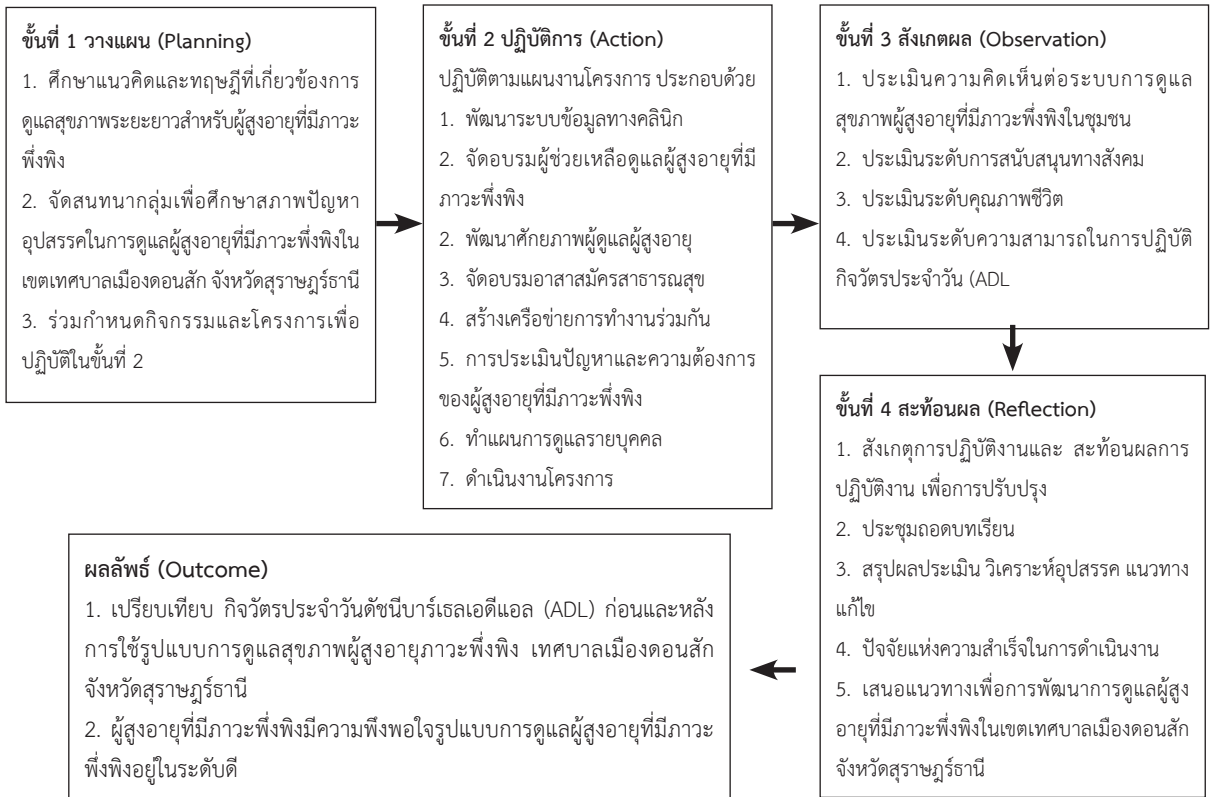 ขั้นที่ 1 วางแผน (Planning)
1. ศึกษาแนวคิดและทฤษฎีที่เกี่ยวข้องการ
ดูแลสุขภาพระยะยาวสำหรับผู้สูงอายุที่มีภาวะ
พึ่งพิง
2. จัดสนทนากลุ่มเพื่อศึกษาสภาพปัญหา
อุปสรรคในการดูแลผู้สูงอายุที่มีภาวะพึ่งพิงใน
เขตเทศบาลเมืองดอนสัก จังหวัดสุราษฎร์ธานี
3. ร่วมกำหนดกิจกรรมและโครงการเพื่อ
ปฏิบัติในขั้นที่ 2
ขั้นที่ 2 ปฏิบัติการ (Action)
ปฏิบัติตามแผนงานโครงการ ประกอบด้วย
1. พัฒนาระบบข้อมูลทางคลินิก
2. จัดอบรมผู้ช่วยเหลือดูแลผู้สูงอายุที่มี
ภาวะพึ่งพิง
2. พัฒนาศักยภาพผู้ดูแลผู้สูงอายุ
3. จัดอบรมอาสาสมัครสาธารณสุข
4. สร้างเครือข่ายการทำงานร่วมกัน
5. การประเมินปัญหาและความต้องการ
ของผู้สูงอายุที่มีภาวะพึ่งพิง
6. ทำแผนการดูแลรายบุคคล
7. ดำเนินงานโครงการ
ขั้นที่ 3 สังเกตผล (Observation)
1. ประเมินความคิดเห็นต่อระบบการดูแล
สุขภาพผู้สูงอายุที่มีภาวะพึ่งพิงในชุมชน
2. ประเมินระดับการสนับสนุนทางสังคม
3. ประเมินระดับคุณภาพชีวิต
4. ประเมินระดับความสามารถในการปฏิบัติ
กิจวัตรประจำวัน (ADL
ขั้นที่ 4 สะท้อนผล (Reflection)
1. สังเกตุการปฏิบัติงานและ สะท้อนผลการ
ปฏิบัติงาน เพื่อการปรับปรุง
2. ประชุมถอดบทเรียน
3. สรุปผลประเมิน วิเคราะห์อุปสรรค แนวทาง
แก้ไข
4. ปัจจัยแห่งความสำเร็จในการดำเนินงาน
5. เสนอแนวทางเพื่อการพัฒนาการดูแลผู้สูง
อายุที่มีภาวะพึ่งพิงในเขตเทศบาลเมืองดอนสัก
จังหวัดสุราษฎร์ธานี
ผลลัพธ์ (Outcome)
1. เปรียบเทียบ กิจวัตรประจำวันดัชนีบาร์เธลเอดีแอล (ADL) ก่อนและหลัง
การใช้รูปแบบการดูแลสุขภาพผู้สูงอายุภาวะพึ่งพิง เทศบาลเมืองดอนสัก
จังหวัดสุราษฎร์ธานี
2. ผู้สูงอายุที่มีภาวะพึ่งพิงมีความพึงพอใจรูปแบบการดูแลผู้สูงอายุที่มีภาวะ
พึ่งพิงอยู่ในระดับดี